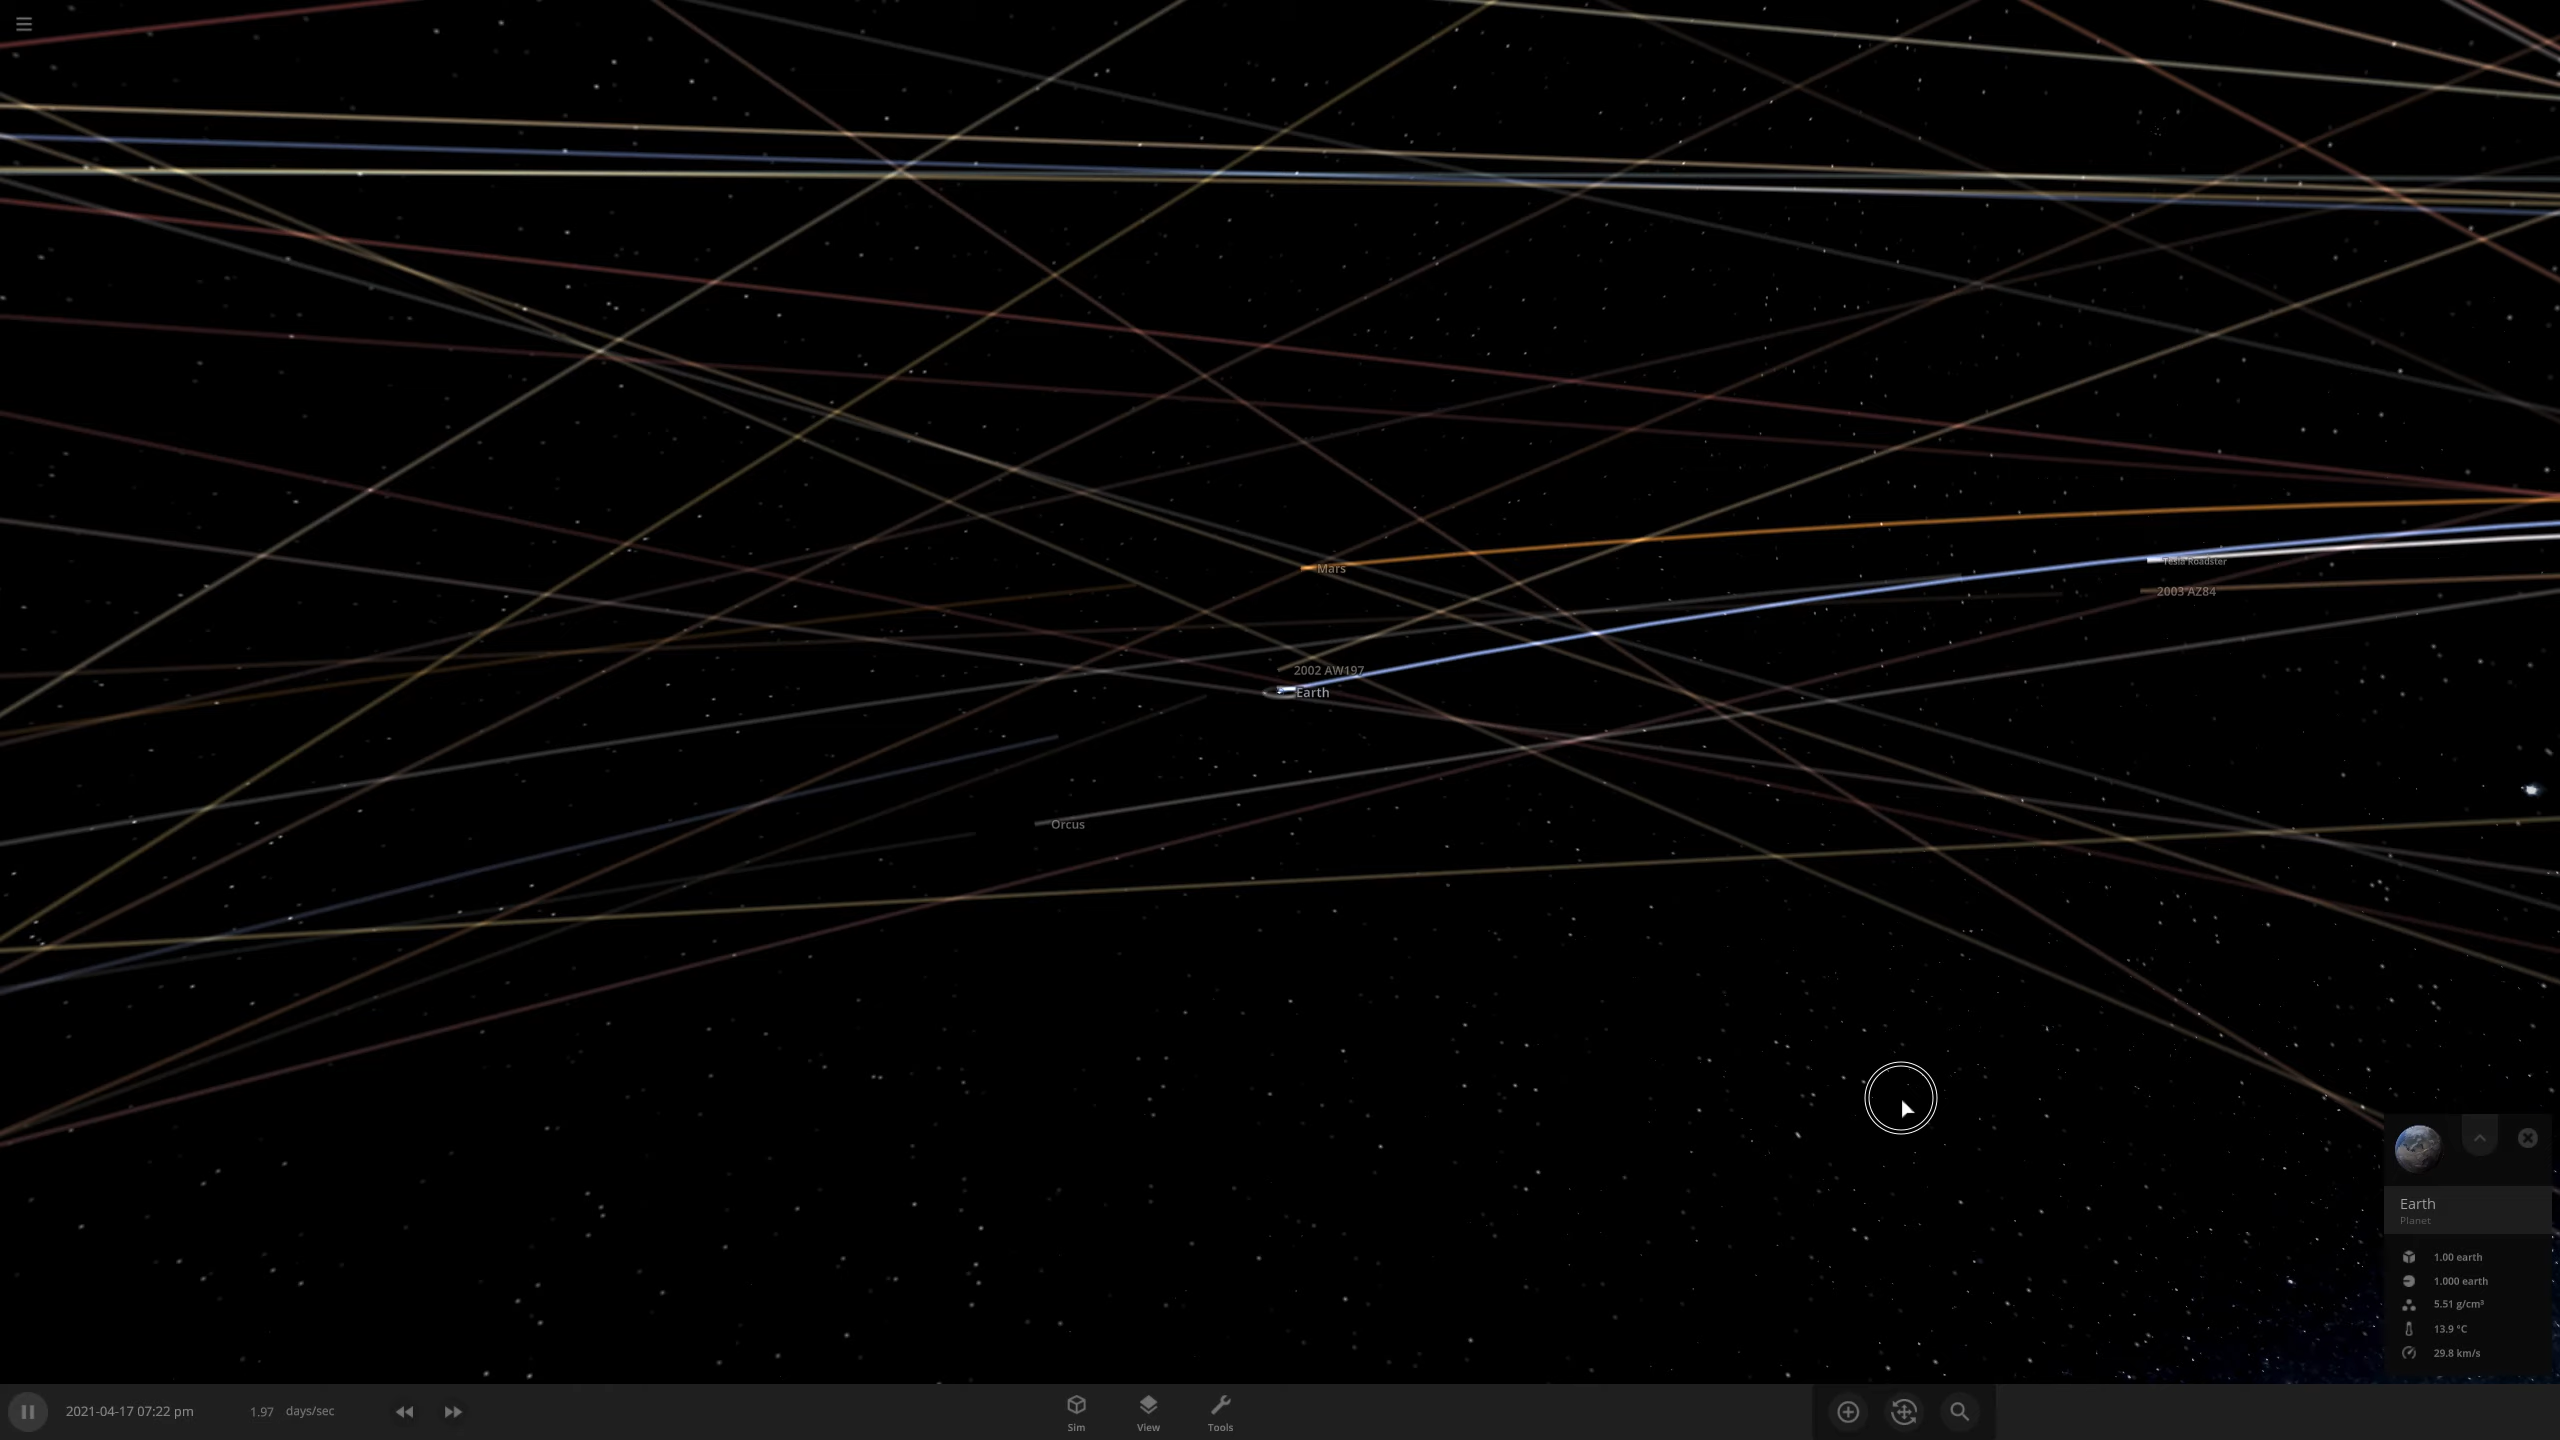 Mars
Tesla Roadster
2003 AZ84
2002 AW197
Earth
Orcus
Earth
Planet
1.00 earth
1.000 earth
5.51 g/cm³
13.9 °C
29.8 km/s
2021-04-17 07:22 pm
1.97 days/sec
Sim
View
Tools